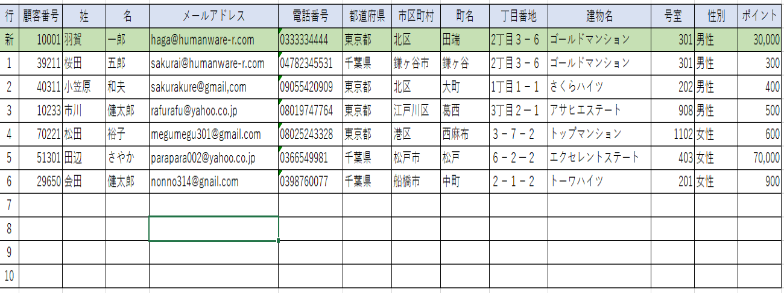 行 顧客番号 姓 名 メールアドレス 電話番号 都道府県 市区町村 町名 丁目番地 建物名 号室 性別 ポイント
新 10001 羽賀 一郎 haga@humanware-r.com 0333334444 東京都 北区 田端 2丁目3-6 ゴールドマンション 301 男性 30,000
1 39211 桜田 五郎 sakurai@humanware-r.com 04782345531 千葉県 鎌ヶ谷市 鎌ヶ谷 2丁目3-6 ゴールドマンション 301 男性 300
2 40311 小笠原 和夫 sakurakure@gmail,com 09055420909 東京都 北区 大町 1丁目1-1 さくらハイツ 202 男性 400
3 10233 市川 健太郎 rafurafu@yahoo.co.jp 08019747764 東京都 江戸川区 葛西 3丁目2-1 アサヒエステート 908 男性 500
4 70221 松田 裕子 megumegu301@gmail,com 08025243328 東京都 港区 西麻布 3-7-2 トップマンション 1102 女性 600
5 51301 田辺 さやか parapara002@yahoo.co.jp 0366549981 千葉県 松戸市 松戸 6-2-2 エクセレントステート 403 女性 70,000
6 29650 会田 健太郎 nonno314@gnail,com 0398760077 千葉県 船橋市 中町 2-1-2 トーワハイツ 201 女性 900
7
8
9
10